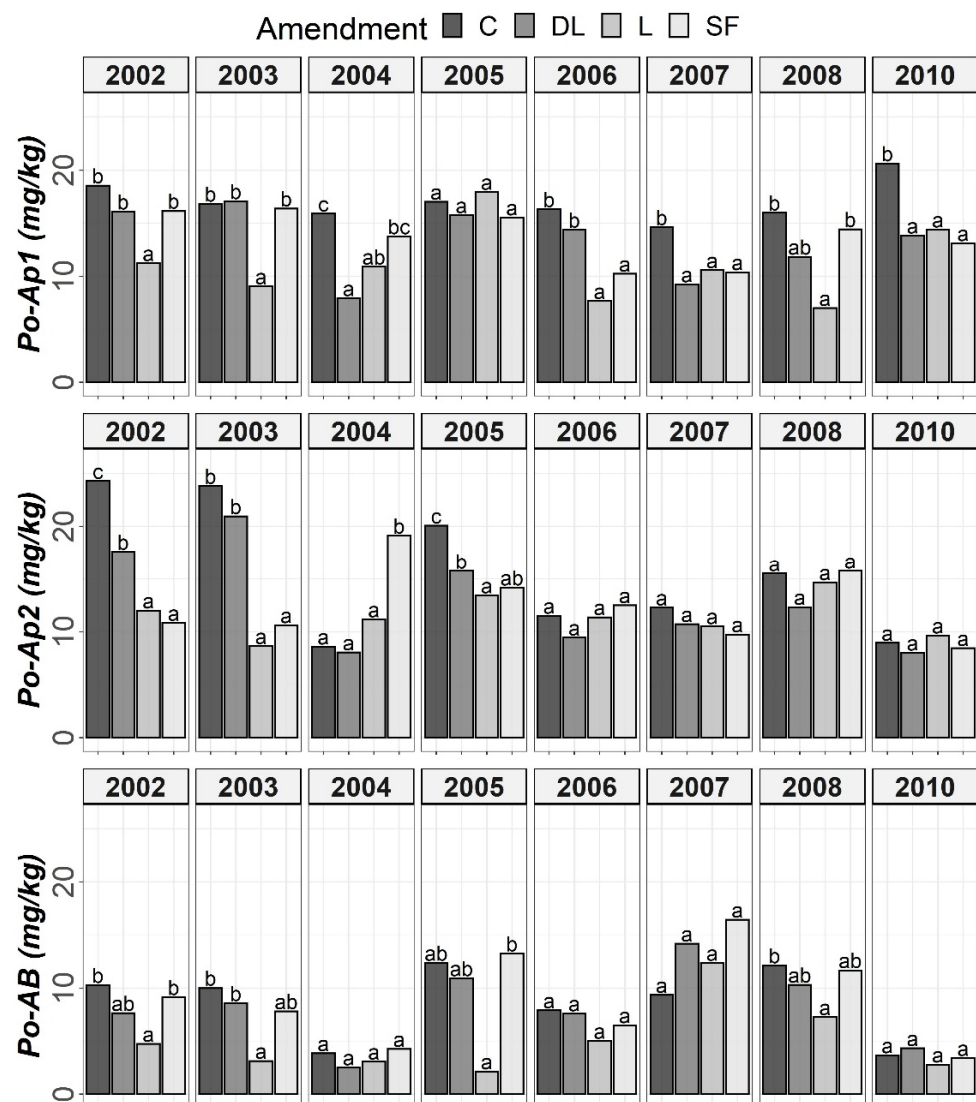 Amendment C DL L SF
2002 2003 2004 2005 2006 2007 2008 2010
Po-Ap1 (mg/kg)
20
10
0
b b a b
b b a b
c a ab bc
a a a a
b b a a
b a a a
b ab a b
b a a a
2002 2003 2004 2005 2006 2007 2008 2010
Po-Ap2 (mg/kg)
20
10
0
c b a a
b b a a
a a a b
c b a ab
a a a a
a a a a
a a a a
a a a a
2002 2003 2004 2005 2006 2007 2008 2010
Po-AB (mg/kg)
20
10
0
b ab a b
b b a ab
a a a a
ab ab a b
a a a a
a a a a
b ab a ab
a a a a